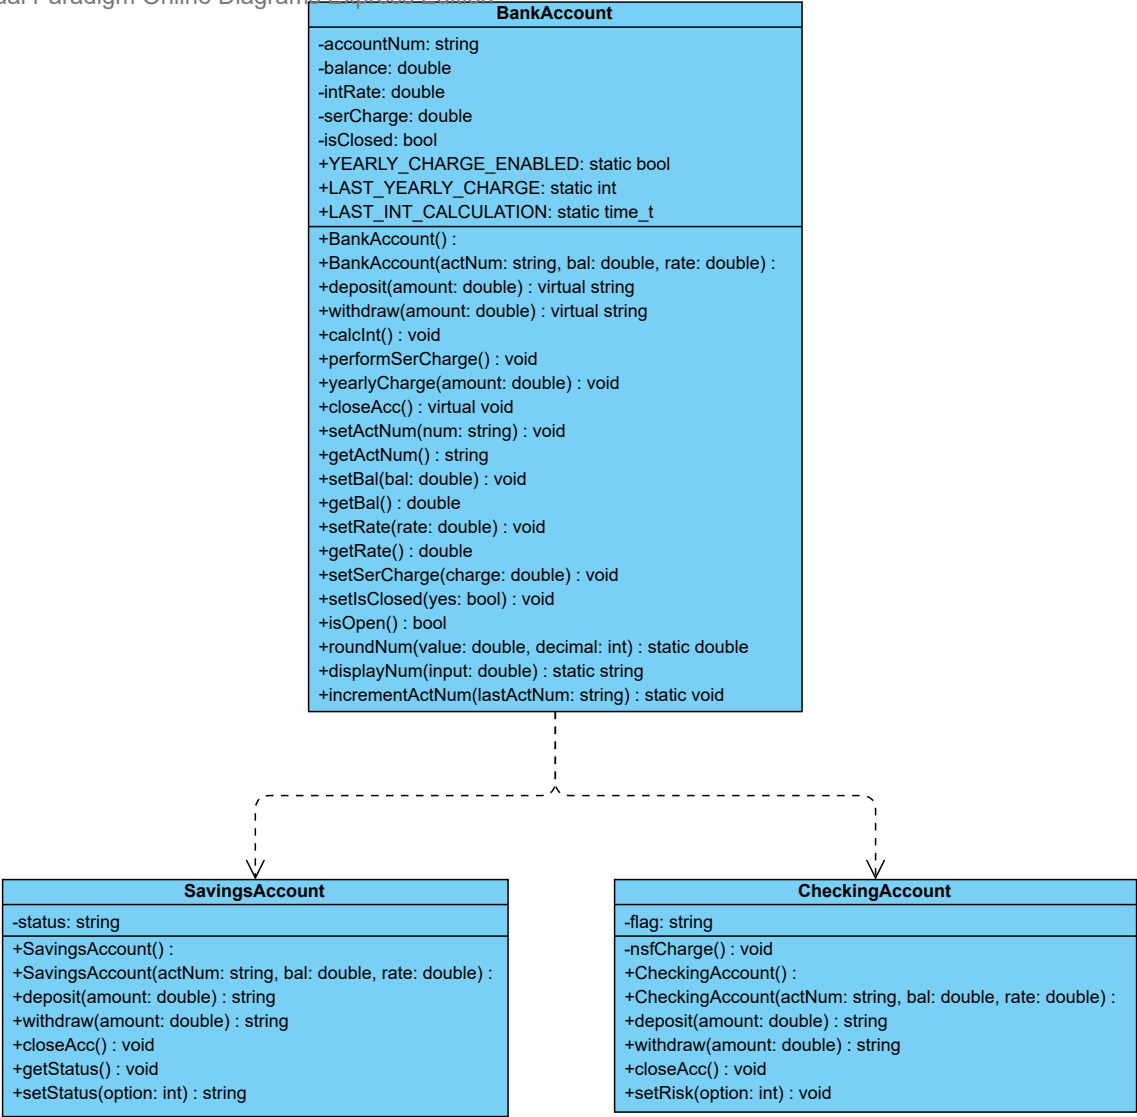 Paradigm Online Diagrams Express Edition
BankAccount
-accountNum: string
-balance: double
-intRate: double
-serCharge: double
-isClosed: bool
+YEARLY_CHARGE_ENABLED: static bool
+LAST_YEARLY_CHARGE: static int
+LAST_INT_CALCULATION: static time_t
+BankAccount() :
+BankAccount(actNum: string, bal: double, rate: double) :
+deposit(amount: double) : virtual string
+withdraw(amount: double) : virtual string
+calcInt() : void
+performSerCharge() : void
+yearlyCharge(amount: double) : void
+closeAcc() : virtual void
+setActNum(num: string) : void
+getActNum() : string
+setBal(bal: double) : void
+getBal() : double
+setRate(rate: double) : void
+getRate() : double
+setSerCharge(charge: double) : void
+setIsClosed(yes: bool) : void
+isOpen() : bool
+roundNum(value: double, decimal: int) : static double
+displayNum(input: double) : static string
+incrementActNum(lastActNum: string) : static void
SavingsAccount
-status: string
+SavingsAccount() :
+SavingsAccount(actNum: string, bal: double, rate: double) :
+deposit(amount: double) : string
+withdraw(amount: double) : string
+closeAcc() : void
+getStatus() : void
+setStatus(option: int) : string
CheckingAccount
-flag: string
-nsfCharge() : void
+CheckingAccount() :
+CheckingAccount(actNum: string, bal: double, rate: double) :
+deposit(amount: double) : string
+withdraw(amount: double) : string
+closeAcc() : void
+setRisk(option: int) : void